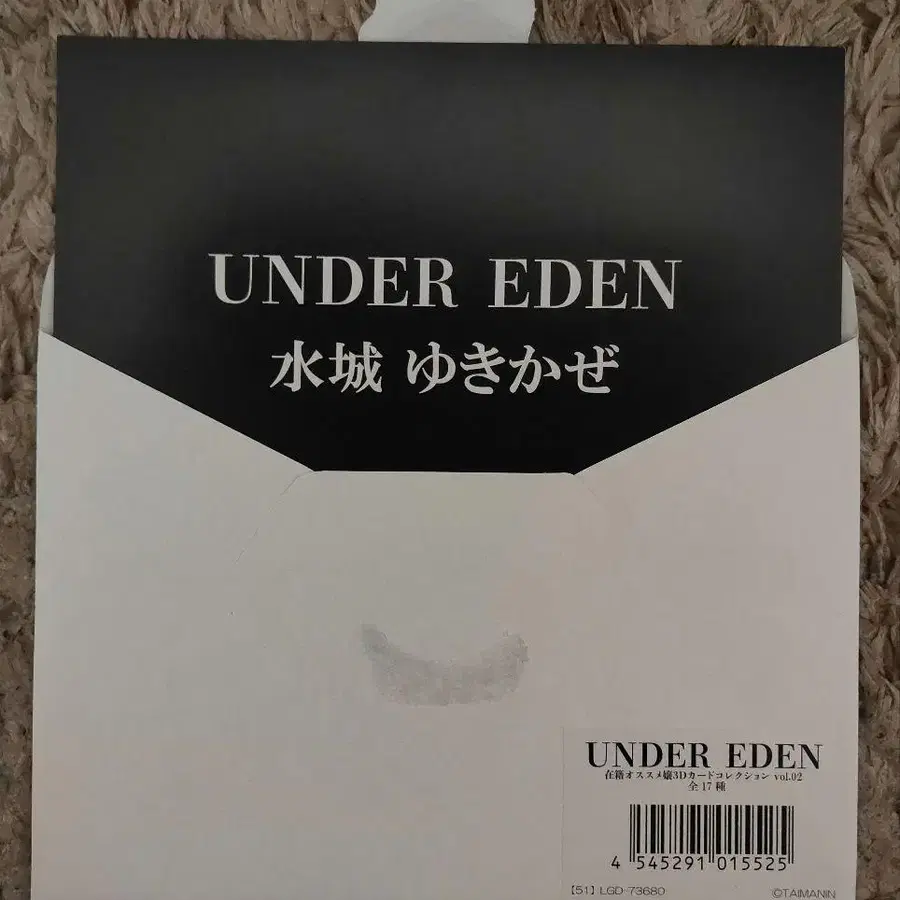 UNDER EDEN
水城 ゆきかぜ
UNDER EDEN
在籍オススメ嬢3Dカードコレクション vol.02
全17種
4 545291 015525
【51】LGD-73680
©TAIMANIN